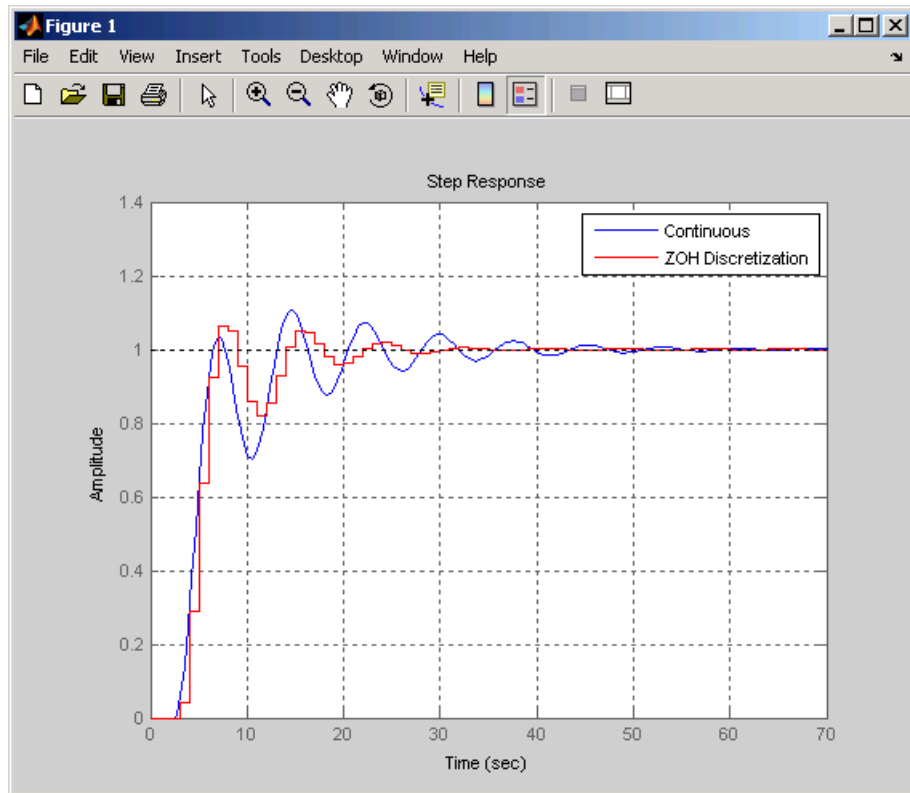 Figure 1
File Edit View Insert Tools Desktop Window Help
Step Response
1.4
1.2
1
0.8
0.6
0.4
0.2
0
Amplitude
Continuous
ZOH Discretization
0 10 20 30 40 50 60 70
Time (sec)